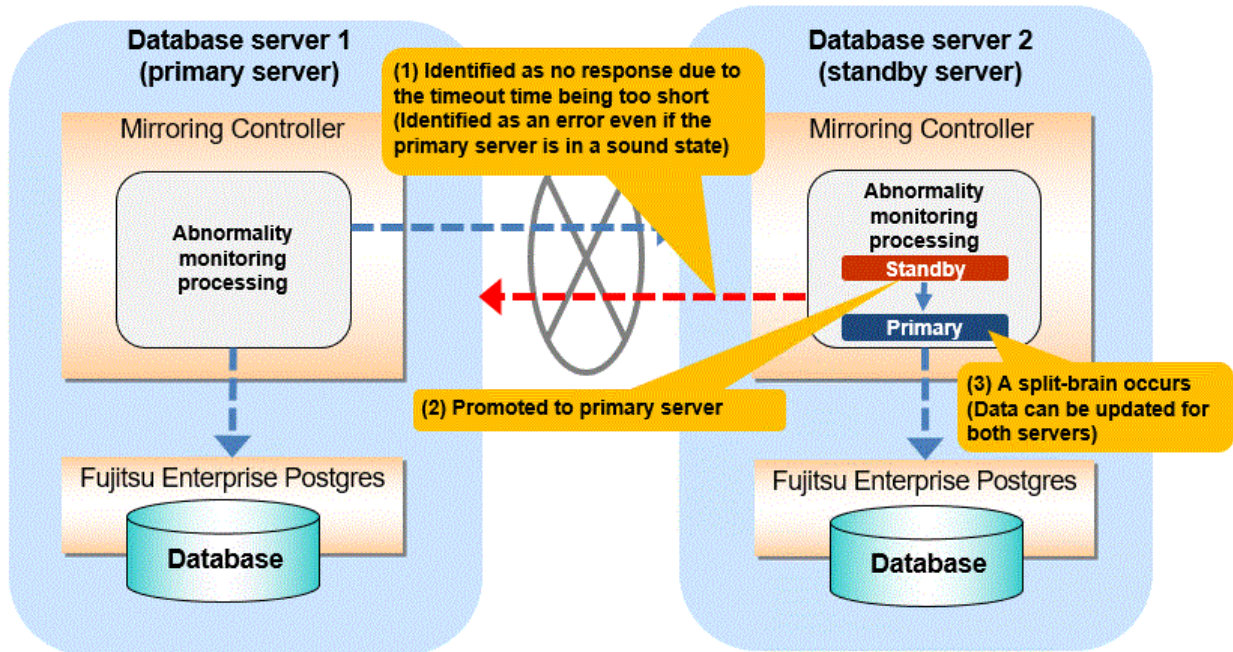 Database server 1
(primary server)
Mirroring Controller
Abnormality
monitoring
processing
Fujitsu Enterprise Postgres
Database
(1) Identified as no response due to
the timeout time being too short
(Identified as an error even if the
primary server is in a sound state)
(2) Promoted to primary server
Database server 2
(standby server)
Mirroring Controller
Abnormality
monitoring
processing
Standby
Primary
(3) A split-brain occurs
(Data can be updated for
both servers)
Fujitsu Enterprise Postgres
Database